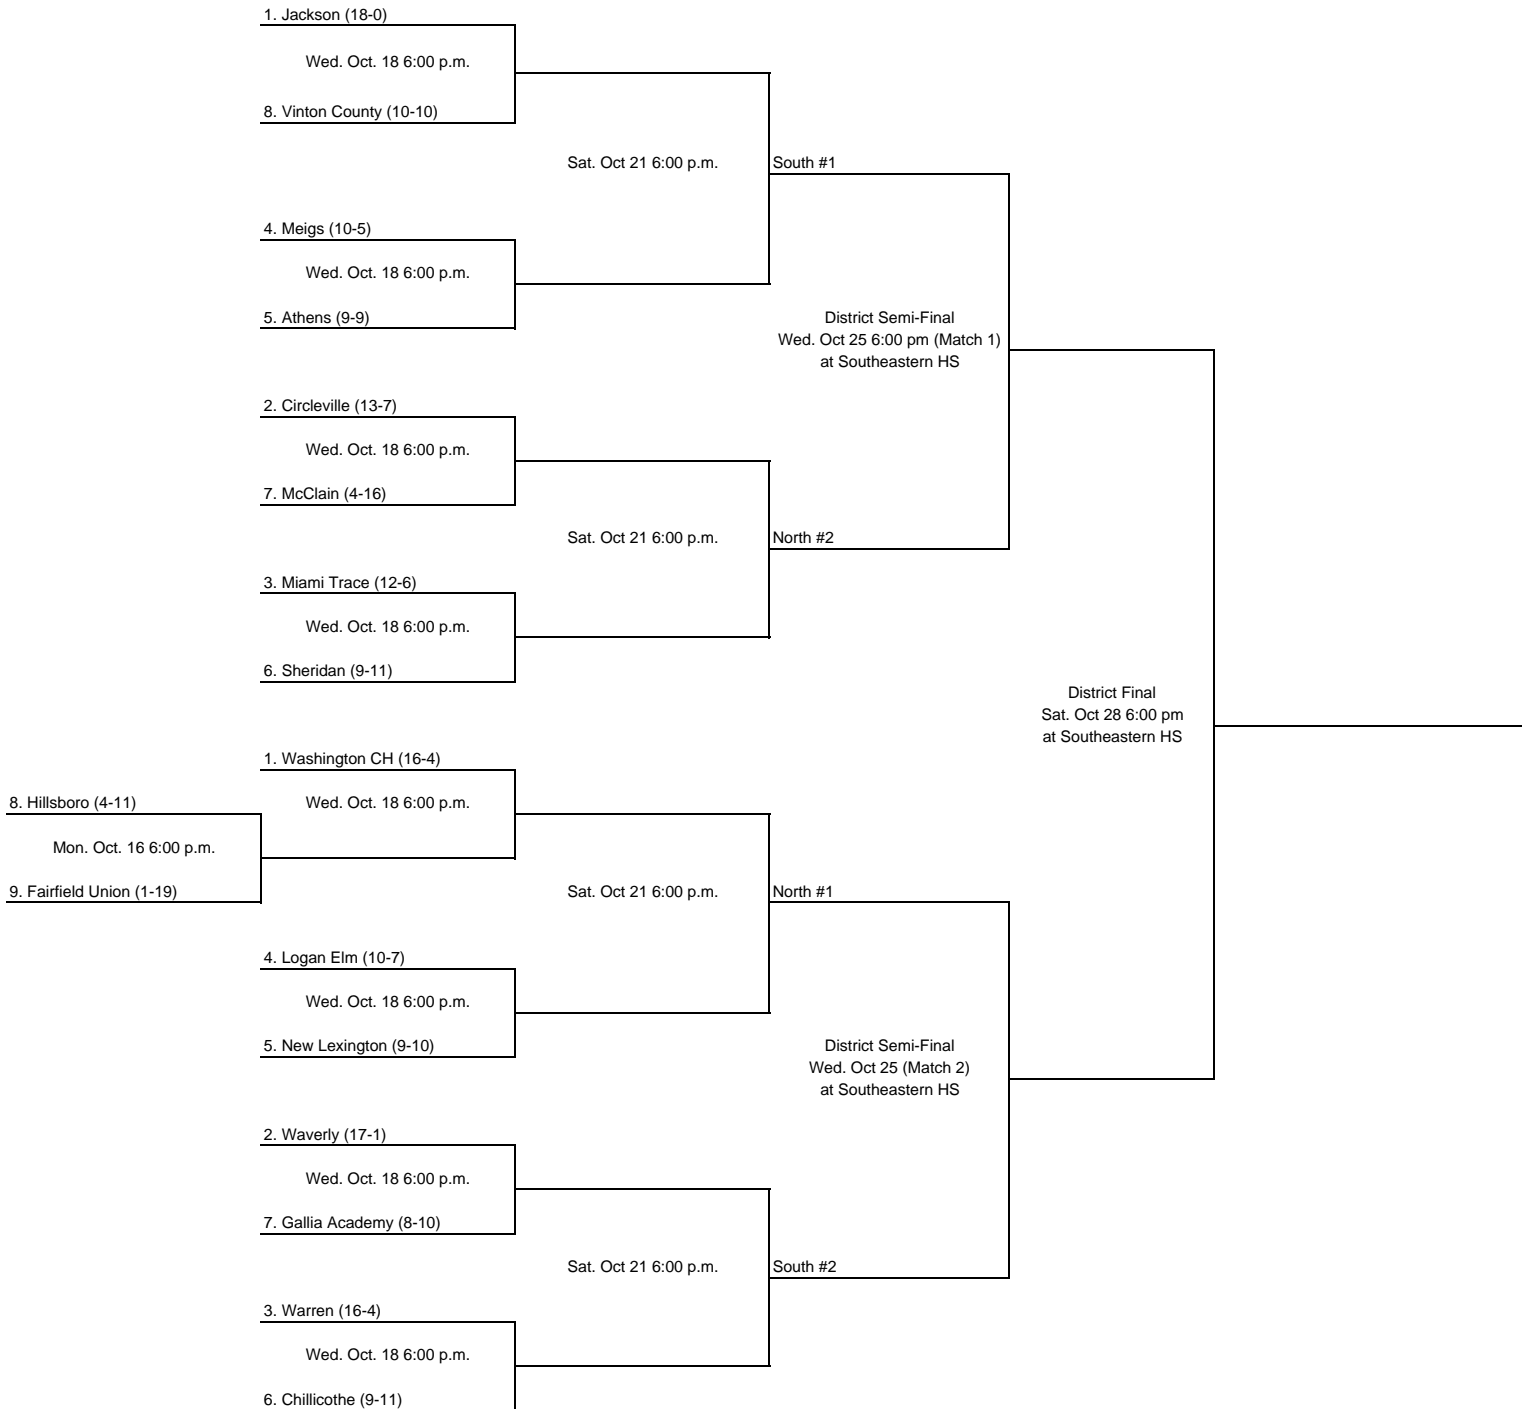 1. Jackson (18-0)
Wed. Oct. 18 6:00 p.m.
8. Vinton County (10-10)
Sat. Oct 21 6:00 p.m.
South #1
4. Meigs (10-5)
Wed. Oct. 18 6:00 p.m.
5. Athens (9-9)
District Semi-Final
Wed. Oct 25 6:00 pm (Match 1)
at Southeastern HS
2. Circleville (13-7)
Wed. Oct. 18 6:00 p.m.
7. McClain (4-16)
Sat. Oct 21 6:00 p.m.
North #2
3. Miami Trace (12-6)
Wed. Oct. 18 6:00 p.m.
6. Sheridan (9-11)
District Final
Sat. Oct 28 6:00 pm
at Southeastern HS
1. Washington CH (16-4)
Wed. Oct. 18 6:00 p.m.
8. Hillsboro (4-11)
Mon. Oct. 16 6:00 p.m.
9. Fairfield Union (1-19)
Sat. Oct 21 6:00 p.m.
North #1
4. Logan Elm (10-7)
Wed. Oct. 18 6:00 p.m.
5. New Lexington (9-10)
District Semi-Final
Wed. Oct 25 (Match 2)
at Southeastern HS
2. Waverly (17-1)
Wed. Oct. 18 6:00 p.m.
7. Gallia Academy (8-10)
Sat. Oct 21 6:00 p.m.
South #2
3. Warren (16-4)
Wed. Oct. 18 6:00 p.m.
6. Chillicothe (9-11)